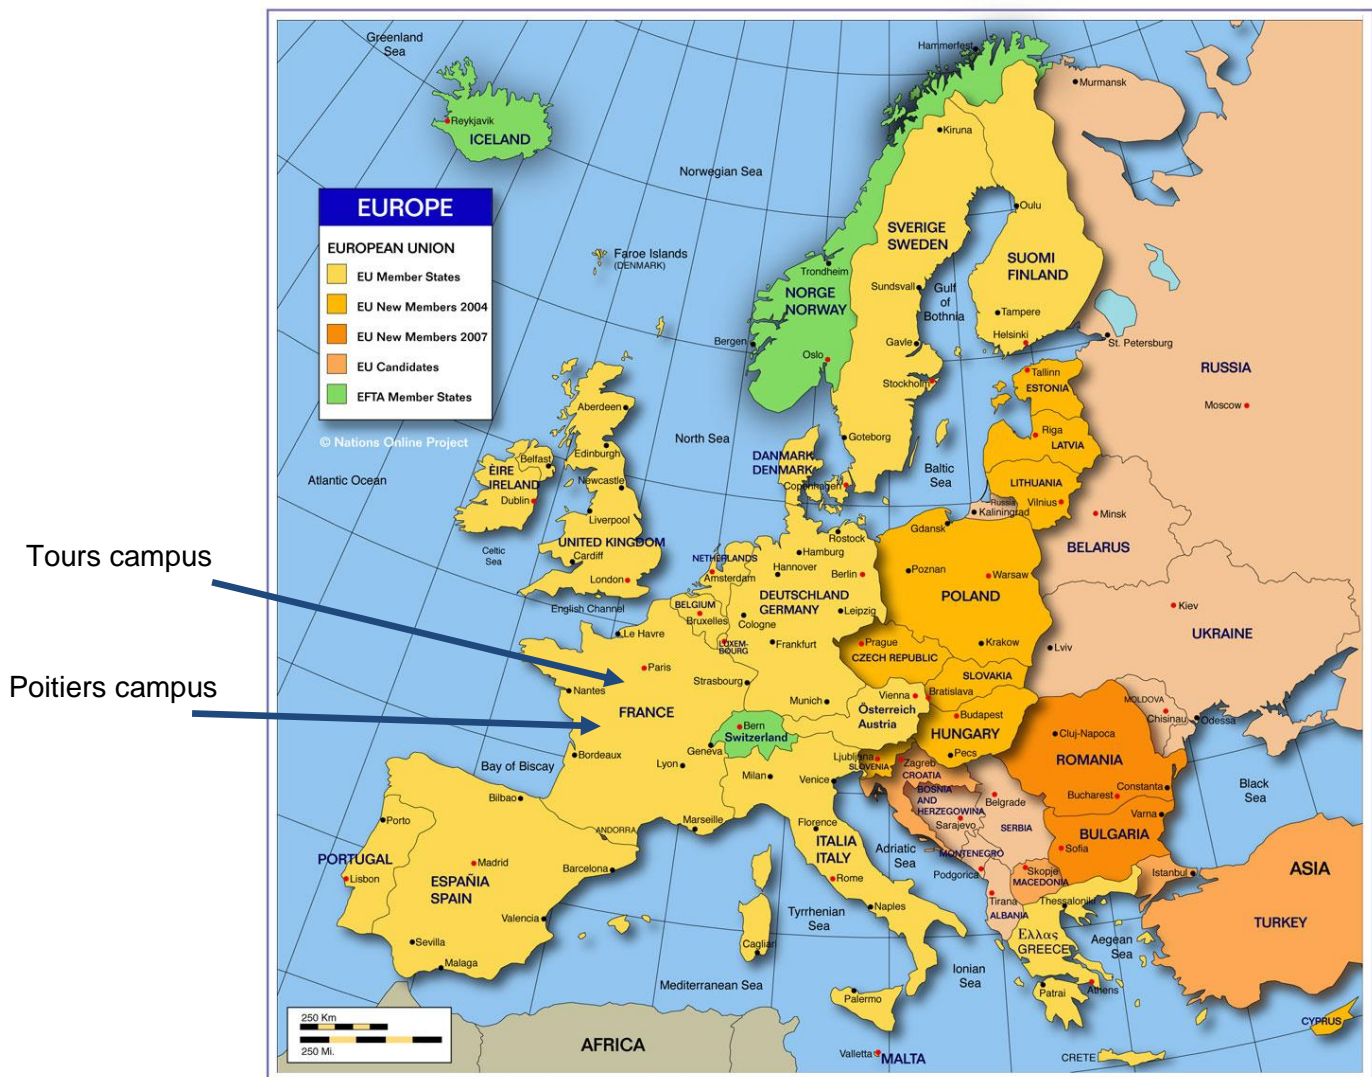 Greenland
Sea
Hammerfest
Murmansk
Reykjavik
ICELAND
Kiruna
Norwegian Sea
EUROPE
EUROPEAN UNION
EU Member States
EU New Members 2004
EU New Members 2007
EU Candidates
EFTA Member States
© Nations Online Project
Oulu
SVERIGE
SWEDEN
SUOMI
FINLAND
Faroe Islands
(DENMARK)
Trondheim
NORGE
NORWAY
Sundsvall
Gulf
of
Bothnia
Tampere
Helsinki
St. Petersburg
Bergen
Oslo
Gavle
Stockholm
Tallinn
ESTONIA
RUSSIA
Moscow
Aberdeen
North Sea
Goteborg
Riga
LATVIA
Edinburgh
Belfast
ÈIRE
IRELAND
Dublin
Newcastle
Atlantic Ocean
DANMARK
DENMARK
Copenhagen
Baltic
Sea
LITHUANIA
Vilnius
Russia
Kaliningrad
Minsk
BELARUS
Liverpool
UNITED KINGDOM
Cardiff
London
Celtic
Sea
English Channel
Gdansk
Rostock
Hamburg
Hannover
NETHERLANDS
Amsterdam
Berlin
Poznan
Warsaw
POLAND
DEUTSCHLAND
GERMANY
Leipzig
BELGIUM
Bruxelles
Cologne
Kiev
UKRAINE
Tours campus
Le Havre
LUXEM-
BOURG
Frankfurt
Prague
CZECH REPUBLIC
Krakow
Lviv
Paris
Strasbourg
SLOVAKIA
Poitiers campus
Nantes
FRANCE
Munich
Vienna
Bratislava
Österreich
Austria
Budapest
HUNGARY
MOLDOVA
Chisinau
Odessa
Bern
Switzerland
Geneva
Cluj-Napoca
Pecs
ROMANIA
Bordeaux
Bay of Biscay
Lyon
Milan
Venice
Ljubljana
SLOVENIA
Zagreb
CROATIA
BOSNIA
AND
HERZEGOWINA
Sarajevo
Belgrade
SERBIA
Bucharest
Constanta
Black
Sea
Varna
BULGARIA
Sofia
Bilbao
Porto
ANDORRA
Marseille
Florence
ITALIA
ITALY
Adriatic
Sea
MONTENEGRO
Podgorica
Skopje
MACEDONIA
Istanbul
ASIA
PORTUGAL
Lisbon
Madrid
ESPAÑIA
SPAIN
Barcelona
Rome
Tirana
ALBANIA
Thessaloniki
TURKEY
Valencia
Tyrrhenian
Sea
Naples
Ελλας
GREECE
Aegean
Sea
Sevilla
Malaga
Cagliari
Mediterranean Sea
Ionian
Sea
Palermo
Patrai
Athens
250 Km
250 Mi.
AFRICA
Valletta
MALTA
CRETE
CYPRUS